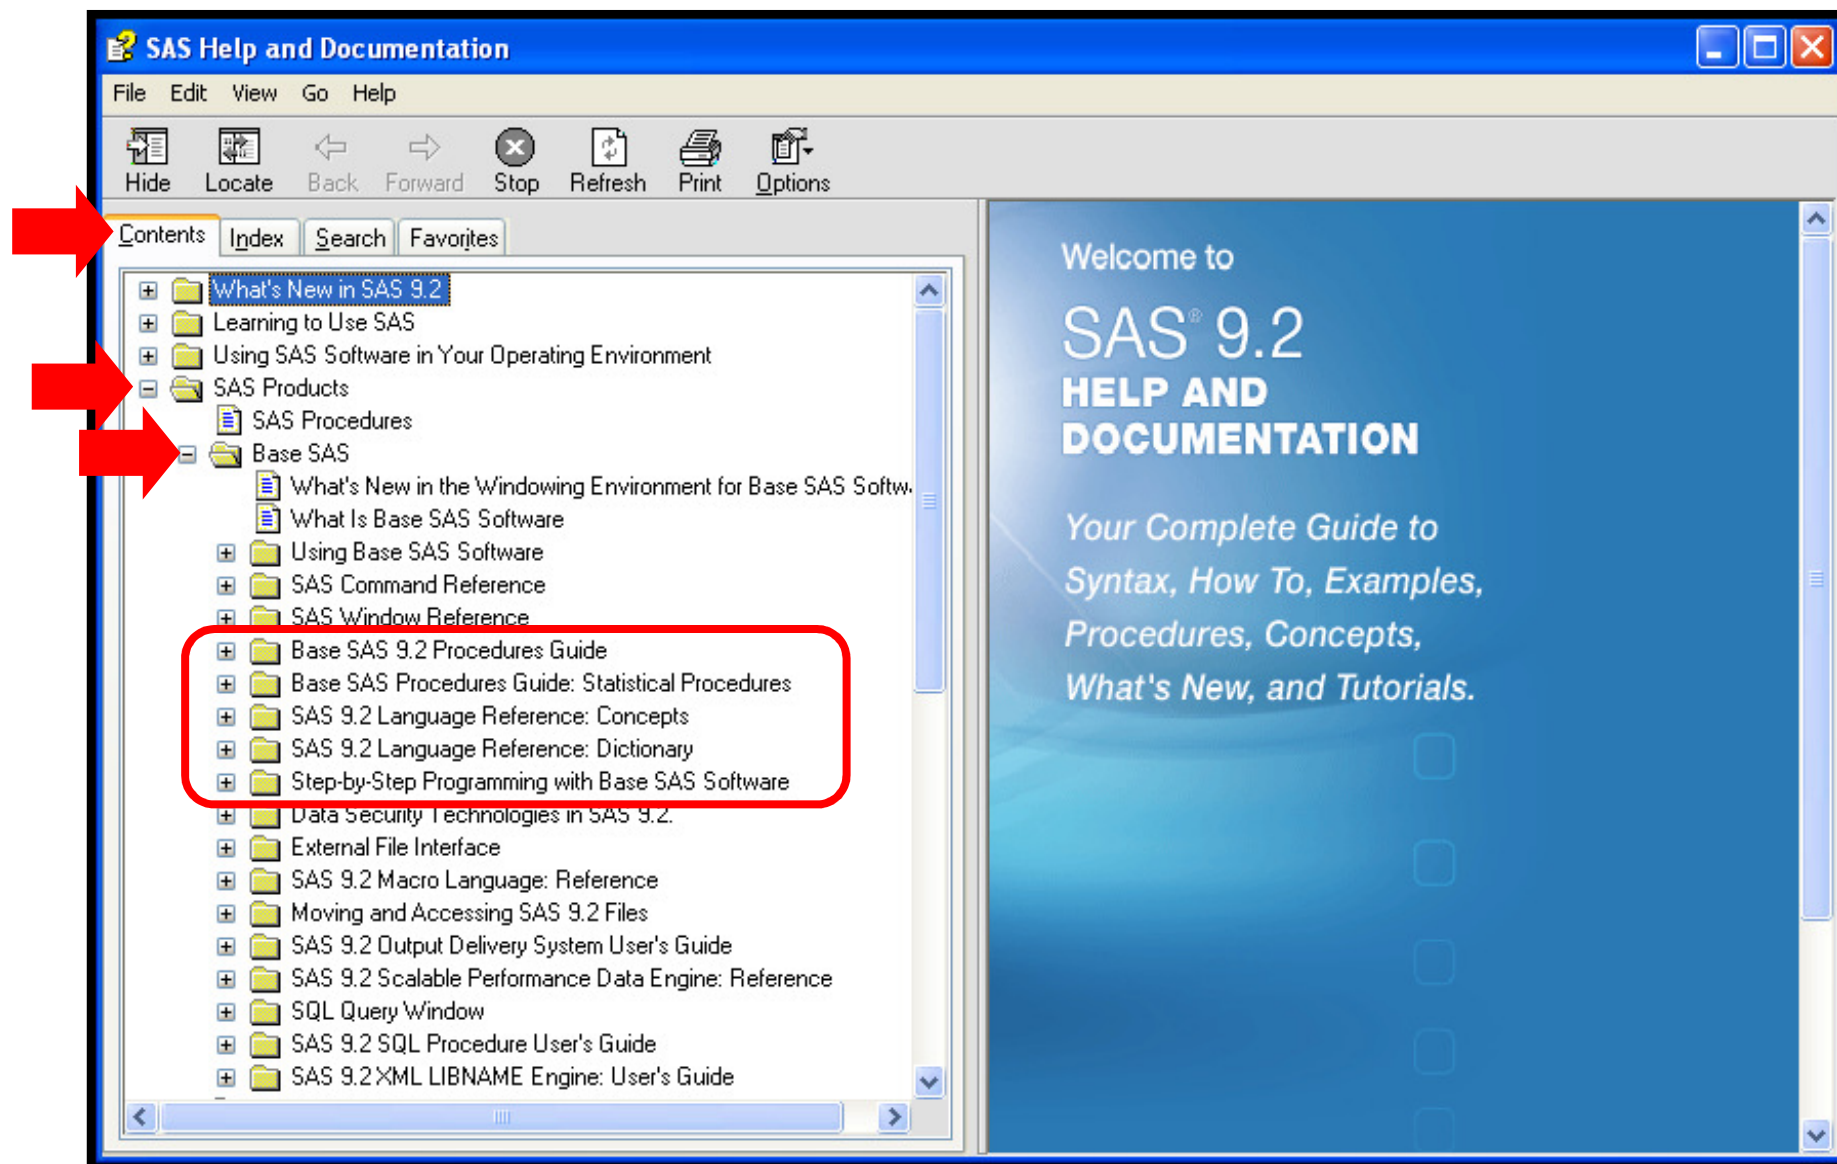 SAS Help and Documentation
File Edit View Go Help
Hide Locate Back Forward Stop Refresh Print Options
Contents Index Search Favorites
What's New in SAS 9.2
Learning to Use SAS
Using SAS Software in Your Operating Environment
SAS Products
SAS Procedures
Base SAS
What's New in the Windowing Environment for Base SAS Softw
What Is Base SAS Software
Using Base SAS Software
SAS Command Reference
SAS Window Reference
Base SAS 9.2 Procedures Guide
Base SAS Procedures Guide: Statistical Procedures
SAS 9.2 Language Reference: Concepts
SAS 9.2 Language Reference: Dictionary
Step-by-Step Programming with Base SAS Software
Data Security Technologies in SAS 9.2.
External File Interface
SAS 9.2 Macro Language: Reference
Moving and Accessing SAS 9.2 Files
SAS 9.2 Output Delivery System User's Guide
SAS 9.2 Scalable Performance Data Engine: Reference
SQL Query Window
SAS 9.2 SQL Procedure User's Guide
SAS 9.2 XML LIBNAME Engine: User's Guide
Welcome to
SAS® 9.2
HELP AND
DOCUMENTATION
Your Complete Guide to
Syntax, How To, Examples,
Procedures, Concepts,
What's New, and Tutorials.